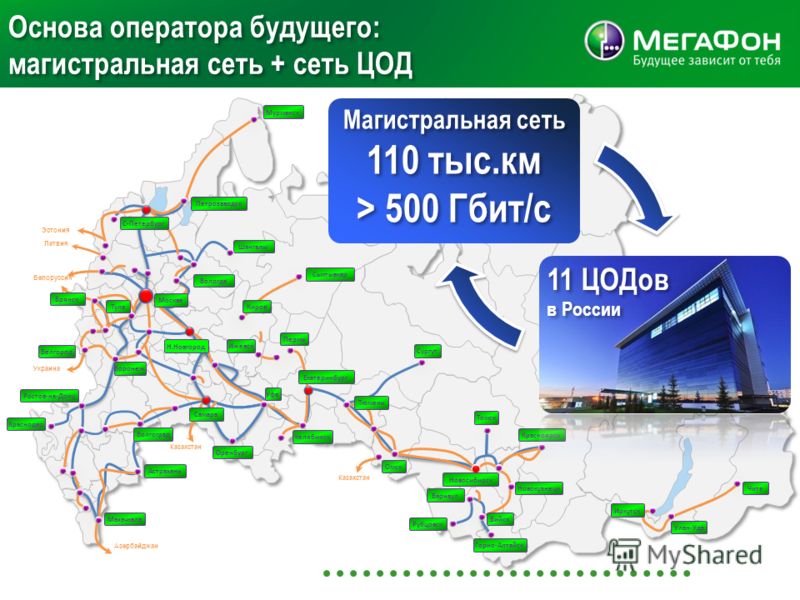 Основа оператора будущего:
магистральная сеть + сеть ЦОД
МЕГАФОН
Будущее зависит от тебя
Магистральная сеть
110 тыс.км
> 500 Гбит/с
11 ЦОДов
в России
Мурманск
Петрозаводск
С-Петербург
Эстония
Латвия
Шангалы
Белоруссия
Вологда
Сыктывкар
Брянск
Тула
Москва
Киров
Пермь
Н.Новгород
Ижевск
Белгород
Сургут
Украина
Воронеж
Екатеринбург
Ростов-на-Дону
Уфа
Тюмень
Самара
Томск
Краснодар
Волгоград
Челябинск
Красноярск
Казахстан
Оренбург
Астрахань
Омск
Казахстан
Новосибирск
Новокузнецк
Чита
Барнаул
Иркутск
Махачкала
Бийск
Рубцовск
Улан-Удэ
Азербайджан
Горно-Алтайск
MyShared